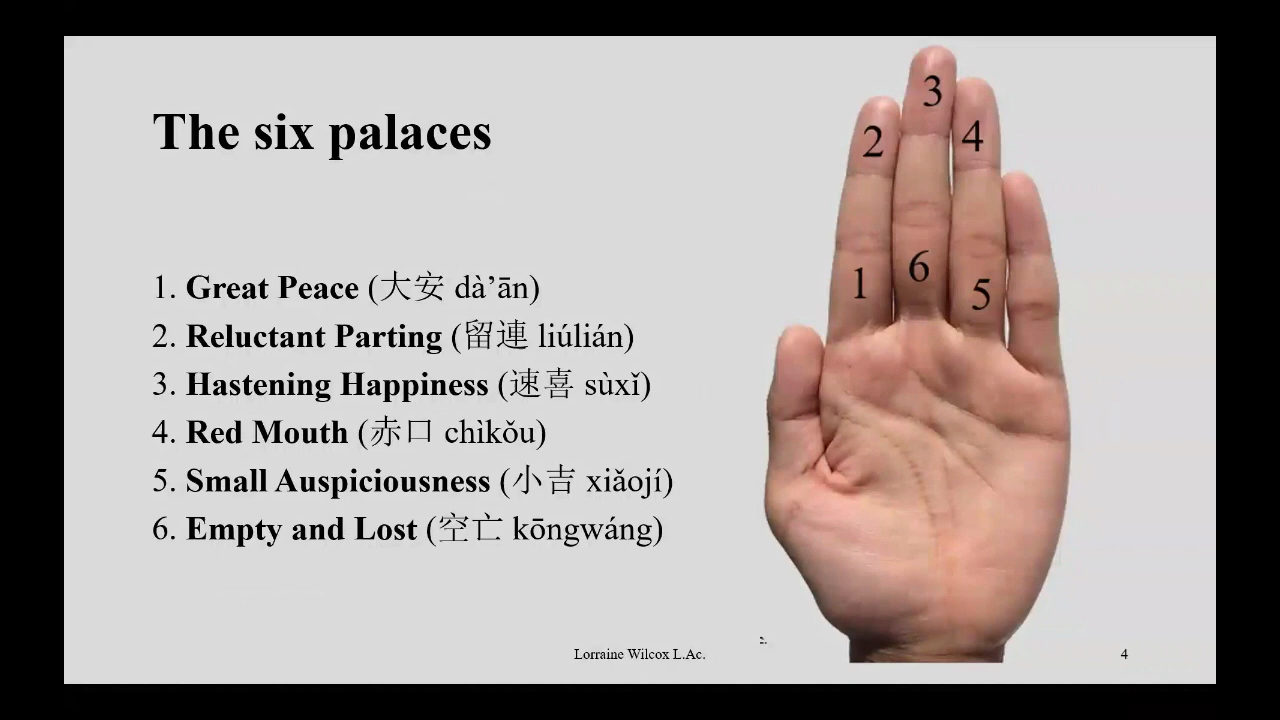 The six palaces
1. Great Peace (大安 dà’ān)
2. Reluctant Parting (留連 liúlián)
3. Hastening Happiness (速喜 sùxǐ)
4. Red Mouth (赤口 chìkǒu)
5. Small Auspiciousness (小吉 xiǎojí)
6. Empty and Lost (空亡 kōngwáng)
3
2
4
6
1
5
Lorraine Wilcox L.Ac.
4